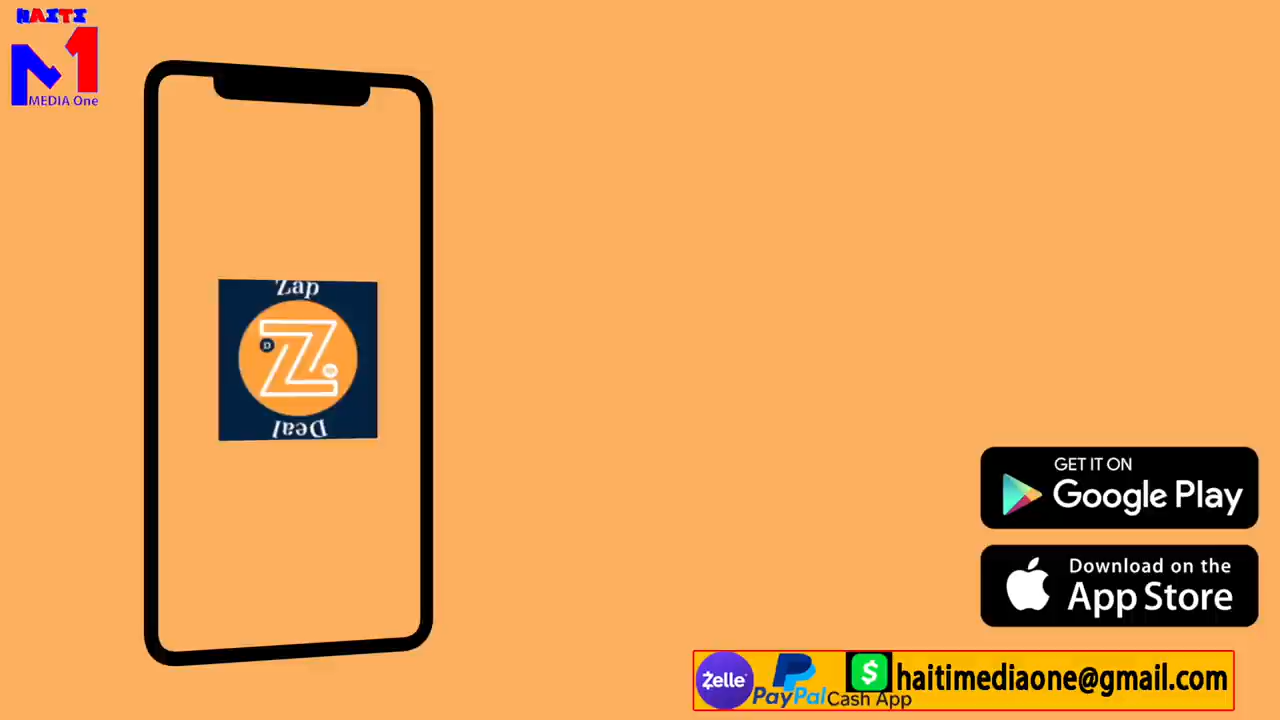 HAITI
M1
MEDIA One
Zap
Z
Deal
GET IT ON
Google Play
Download on the
App Store
Zelle
PayPal
$
Cash App
haitimediaone@gmail.com